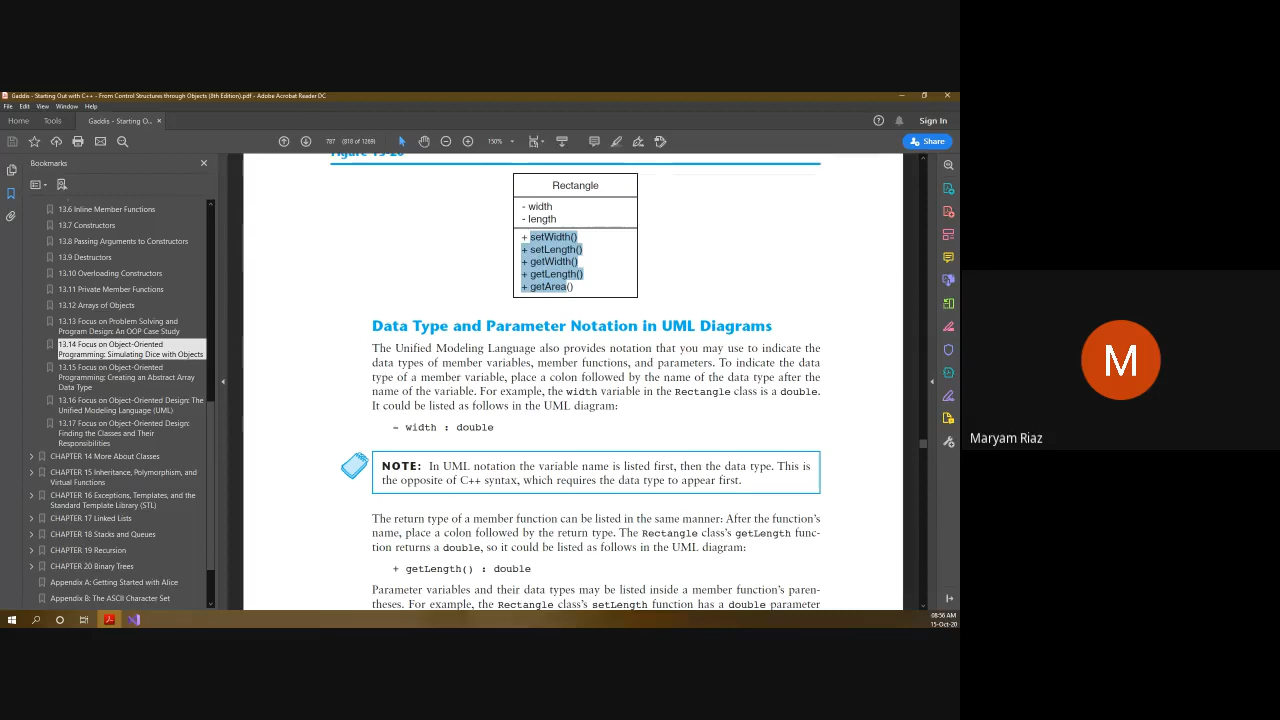 Gaddis - Starting Out with C++ - From Control Structures through Objects (8th Edition).pdf - Adobe Acrobat Reader DC
File Edit View Window Help
Home Tools Gaddis - Starting O... × Sign In
787 (818 of 1289) 150% Share
Bookmarks
13.6 Inline Member Functions
13.7 Constructors
13.8 Passing Arguments to Constructors
13.9 Destructors
13.10 Overloading Constructors
13.11 Private Member Functions
13.12 Arrays of Objects
13.13 Focus on Problem Solving and
Program Design: An OOP Case Study
13.14 Focus on Object-Oriented
Programming: Simulating Dice with Objects
13.15 Focus on Object-Oriented
Programming: Creating an Abstract Array
Data Type
13.16 Focus on Object-Oriented Design: The
Unified Modeling Language (UML)
13.17 Focus on Object-Oriented Design:
Finding the Classes and Their
Responsibilities
CHAPTER 14 More About Classes
CHAPTER 15 Inheritance, Polymorphism, and
Virtual Functions
CHAPTER 16 Exceptions, Templates, and the
Standard Template Library (STL)
CHAPTER 17 Linked Lists
CHAPTER 18 Stacks and Queues
CHAPTER 19 Recursion
CHAPTER 20 Binary Trees
Appendix A: Getting Started with Alice
Appendix B: The ASCII Character Set
Rectangle
- width
- length
+ setWidth()
+ setLength()
+ getWidth()
+ getLength()
+ getArea()
Data Type and Parameter Notation in UML Diagrams
The Unified Modeling Language also provides notation that you may use to indicate the
data types of member variables, member functions, and parameters. To indicate the data
type of a member variable, place a colon followed by the name of the data type after the
name of the variable. For example, the width variable in the Rectangle class is a double.
It could be listed as follows in the UML diagram:
- width : double
NOTE: In UML notation the variable name is listed first, then the data type. This is
the opposite of C++ syntax, which requires the data type to appear first.
The return type of a member function can be listed in the same manner: After the function's
name, place a colon followed by the return type. The Rectangle class's getLength func-
tion returns a double, so it could be listed as follows in the UML diagram:
+ getLength() : double
Parameter variables and their data types may be listed inside a member function's paren-
theses. For example, the Rectangle class's setLength function has a double parameter
08:56 AM
15-Oct-20
M
Maryam Riaz